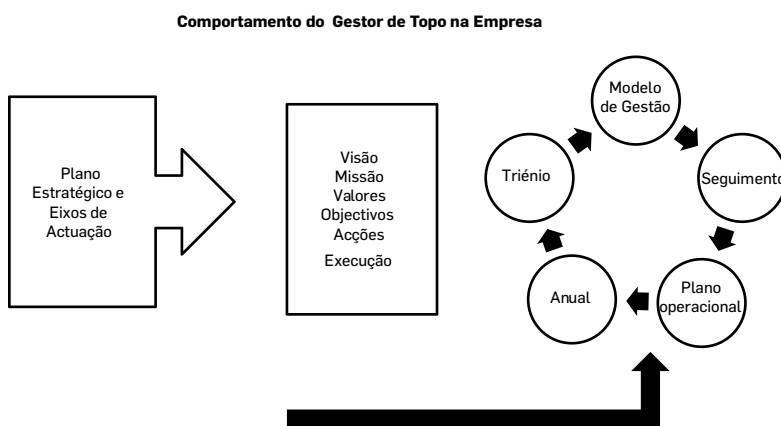 Comportamento do Gestor de Topo na Empresa
Plano
Estratégico e
Eixos de
Actuação
Visão
Missão
Valores
Objectivos
Acções
Execução
Modelo
de Gestão
Seguimento
Plano
operacional
Anual
Triénio